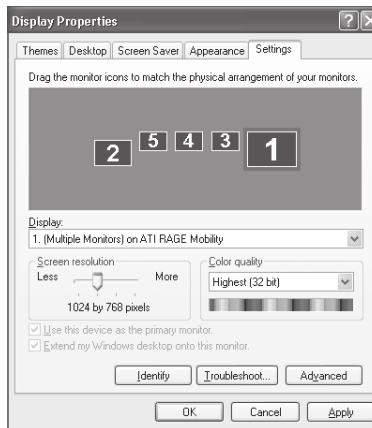 Display Properties
Themes Desktop Screen Saver Appearance Settings
Drag the monitor icons to match the physical arrangement of your monitors.
2 5 4 3 1
Display:
1. (Multiple Monitors) on ATI RAGE Mobility
Screen resolution
Less More
1024 by 768 pixels
Color quality
Highest (32 bit)
Use this device as the primary monitor.
Extend my Windows desktop onto this monitor.
Identify Troubleshoot... Advanced
OK Cancel Apply